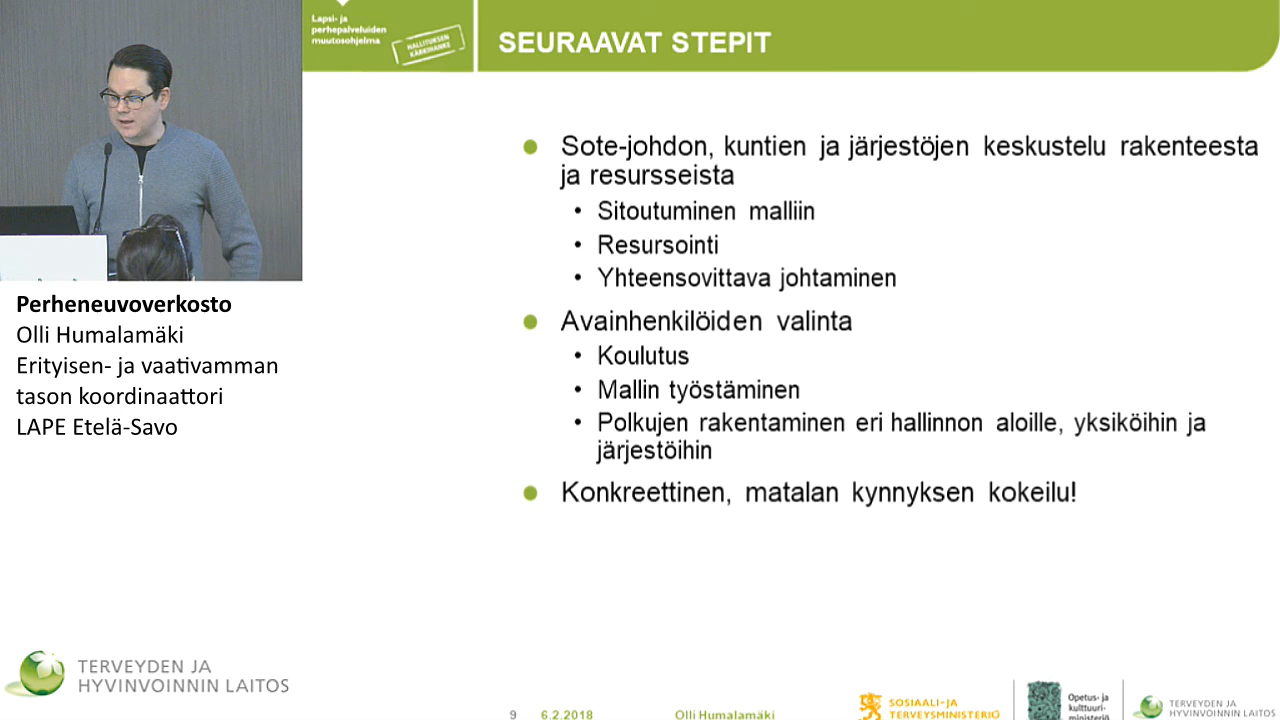 Lapsi- ja
perhepalveluiden
muutosohjelma
HALLITUKSEN
KÄRKIHANKE
SEURAAVAT STEPIT
Sote-johdon, kuntien ja järjestöjen keskustelu rakenteesta
ja resursseista
• Sitoutuminen malliin
• Resursointi
• Yhteensovittava johtaminen
Avainhenkilöiden valinta
• Koulutus
• Mallin työstäminen
• Polkujen rakentaminen eri hallinnon aloille, yksiköihin ja
järjestöihin
Konkreettinen, matalan kynnyksen kokeilu!
Perheneuvoverkosto
Olli Humalamäki
Erityisen- ja vaativamman
tason koordinaattori
LAPE Etelä-Savo
TERVEYDEN JA
HYVINVOINNIN LAITOS
9 6.2.2018 Olli Humalamäki
SOSIAALI- JA
TERVEYSMINISTERIÖ
Opetus- ja
kulttuuri-
ministeriö
TERVEYDEN JA
HYVINVOINNIN LAITOS